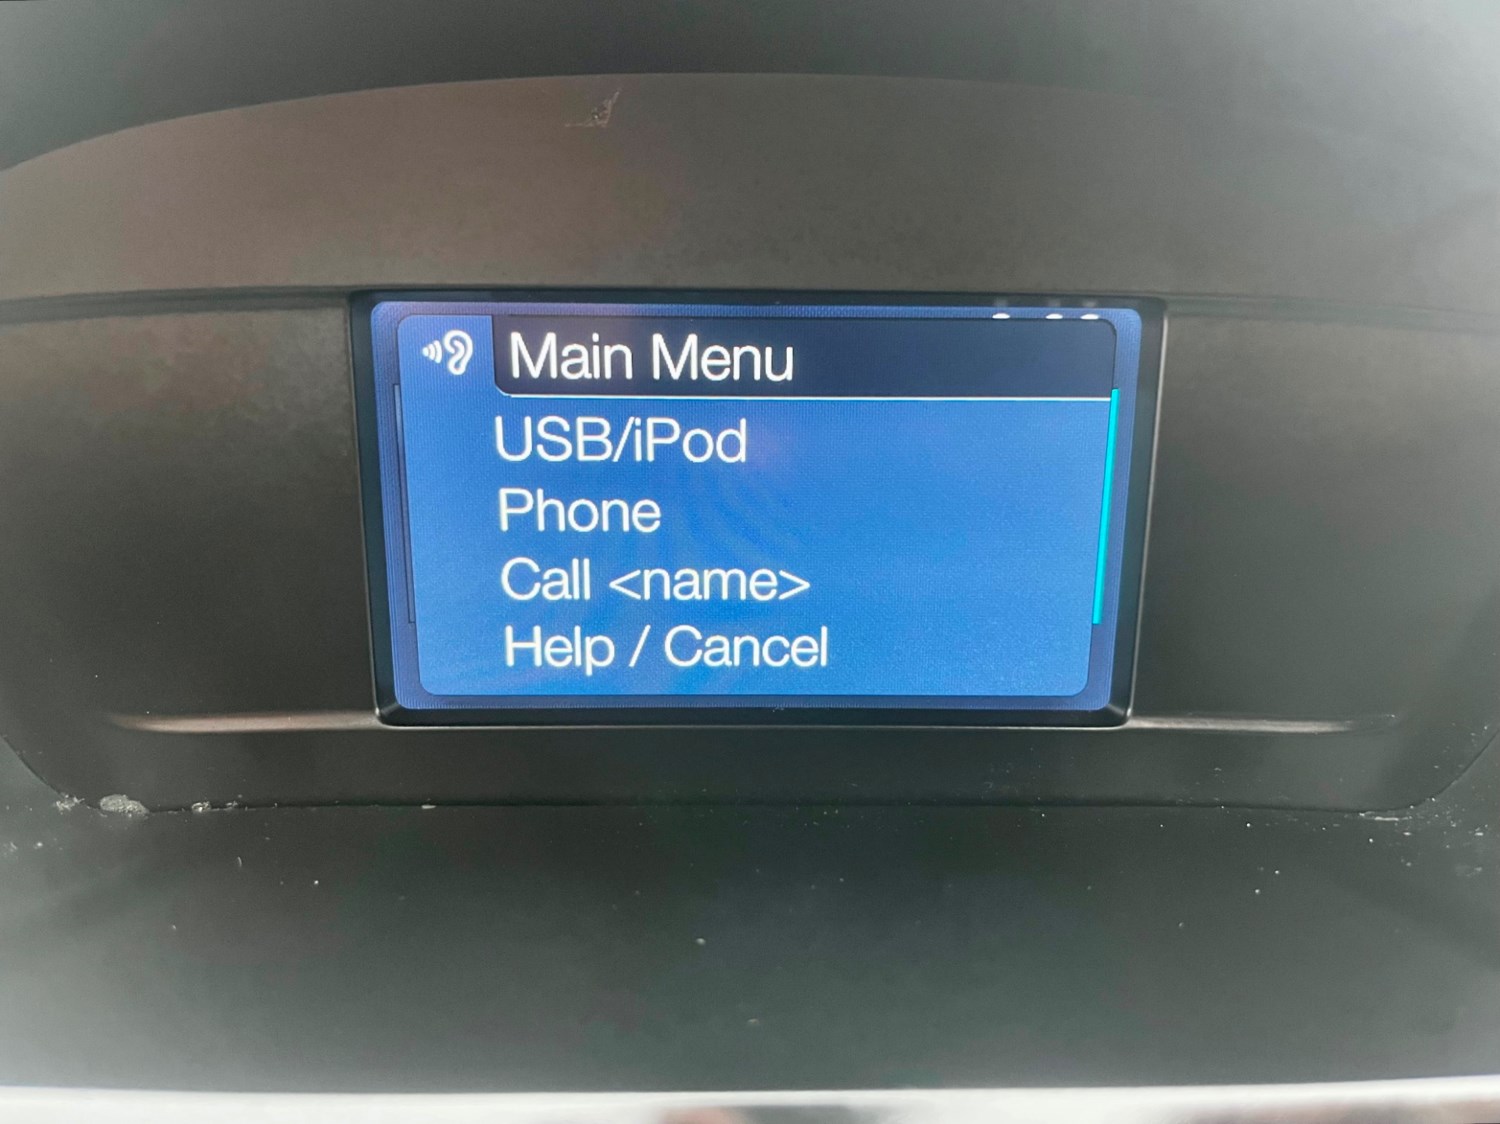 Main Menu
USB/iPod
Phone
Call <name>
Help / Cancel